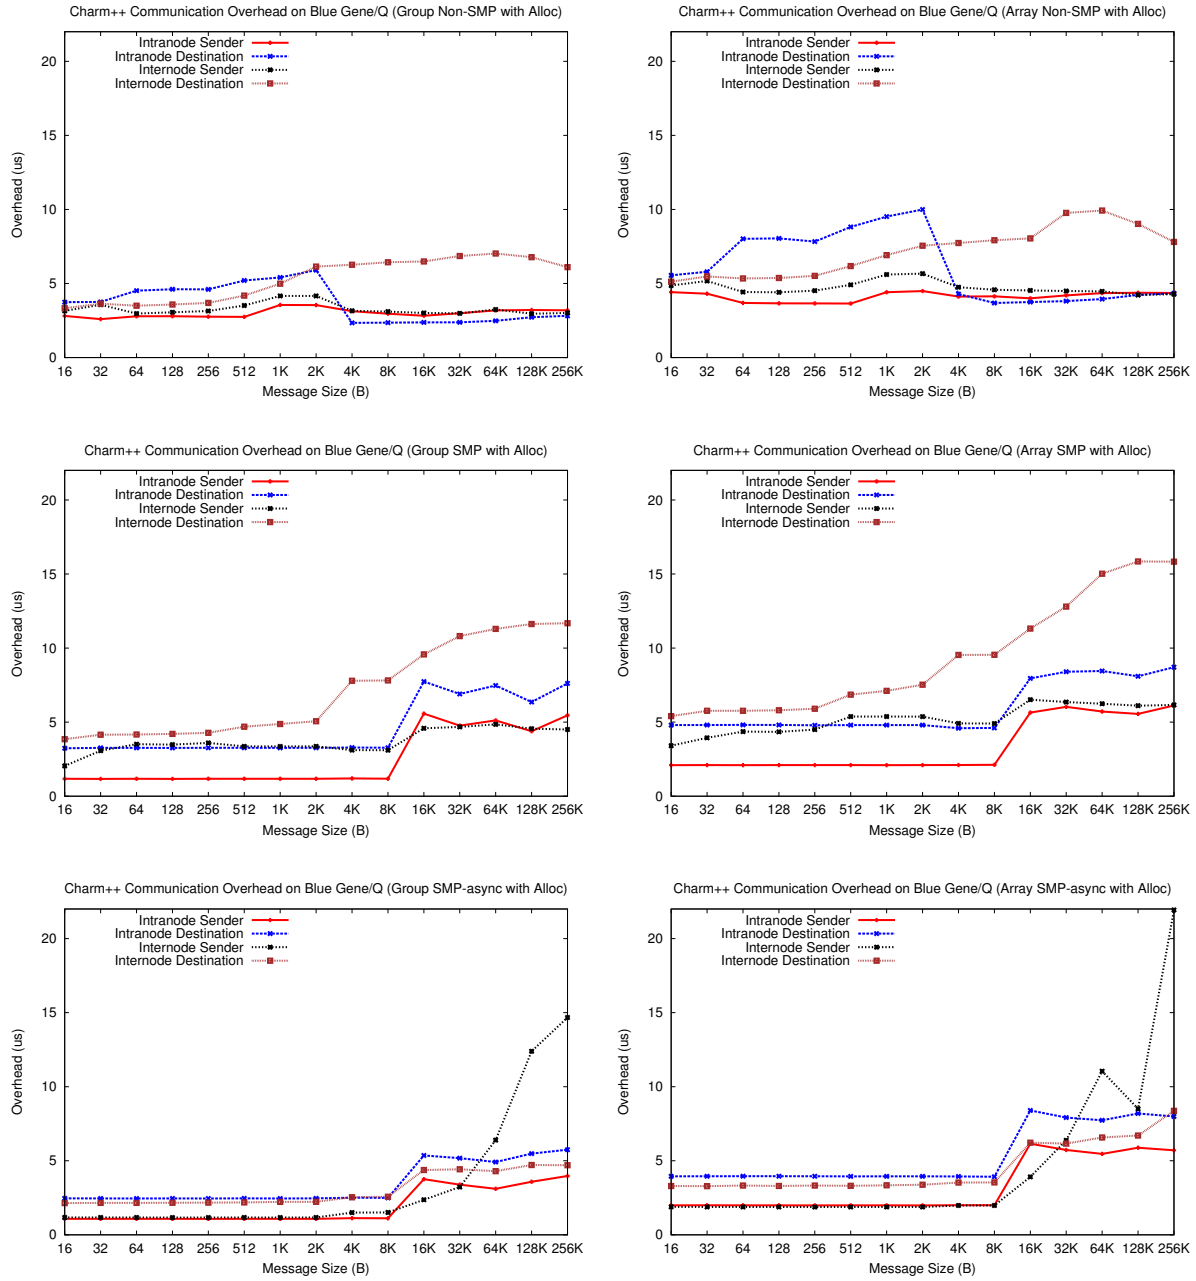 Charm++ Communication Overhead on Blue Gene/Q (Group Non-SMP with Alloc)
Intranode Sender
Intranode Destination
Internode Sender
Internode Destination
20
15
10
5
0
Overhead (us)
16 32 64 128 256 512 1K 2K 4K 8K 16K 32K 64K 128K 256K
Message Size (B)
Charm++ Communication Overhead on Blue Gene/Q (Array Non-SMP with Alloc)
Intranode Sender
Intranode Destination
Internode Sender
Internode Destination
20
15
10
5
0
Overhead (us)
16 32 64 128 256 512 1K 2K 4K 8K 16K 32K 64K 128K 256K
Message Size (B)
Charm++ Communication Overhead on Blue Gene/Q (Group SMP with Alloc)
Intranode Sender
Intranode Destination
Internode Sender
Internode Destination
20
15
10
5
0
Overhead (us)
16 32 64 128 256 512 1K 2K 4K 8K 16K 32K 64K 128K 256K
Message Size (B)
Charm++ Communication Overhead on Blue Gene/Q (Array SMP with Alloc)
Intranode Sender
Intranode Destination
Internode Sender
Internode Destination
20
15
10
5
0
Overhead (us)
16 32 64 128 256 512 1K 2K 4K 8K 16K 32K 64K 128K 256K
Message Size (B)
Charm++ Communication Overhead on Blue Gene/Q (Group SMP-async with Alloc)
Intranode Sender
Intranode Destination
Internode Sender
Internode Destination
20
15
10
5
0
Overhead (us)
16 32 64 128 256 512 1K 2K 4K 8K 16K 32K 64K 128K 256K
Message Size (B)
Charm++ Communication Overhead on Blue Gene/Q (Array SMP-async with Alloc)
Intranode Sender
Intranode Destination
Internode Sender
Internode Destination
20
15
10
5
0
Overhead (us)
16 32 64 128 256 512 1K 2K 4K 8K 16K 32K 64K 128K 256K
Message Size (B)